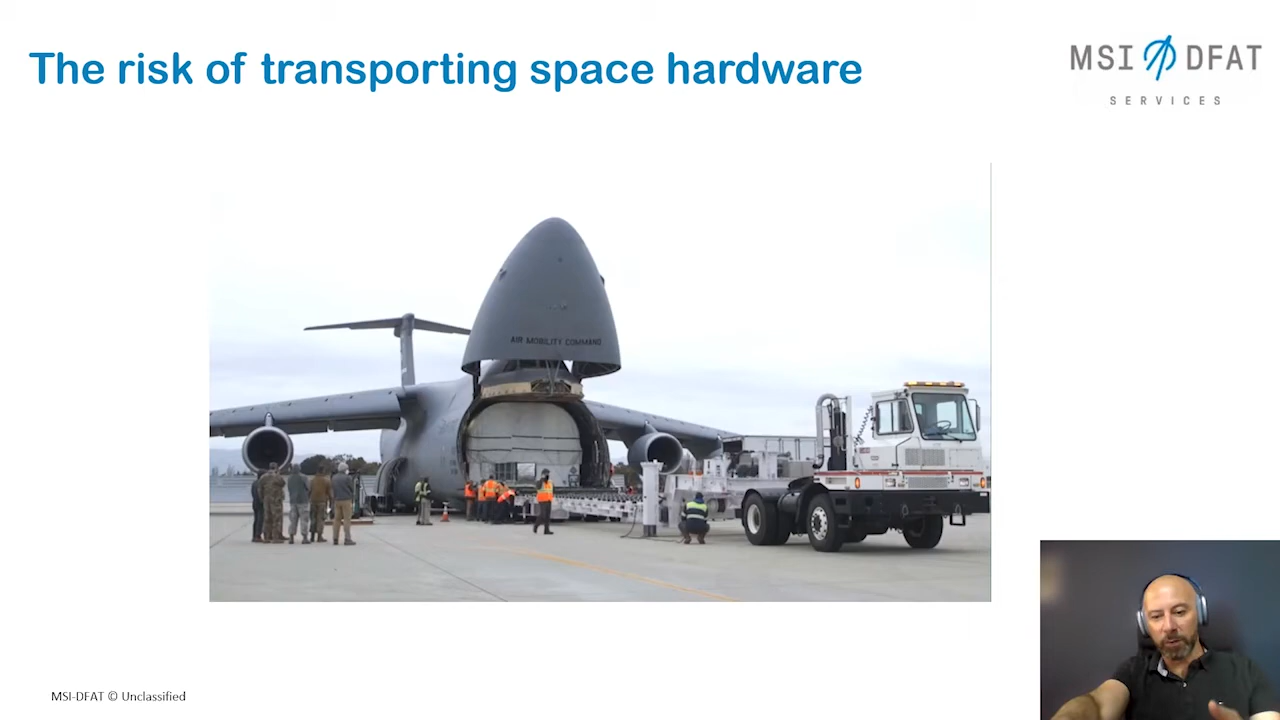 The risk of transporting space hardware
MSI DFAT
SERVICES
AIR MOBILITY COMMAND
MSI-DFAT © Unclassified